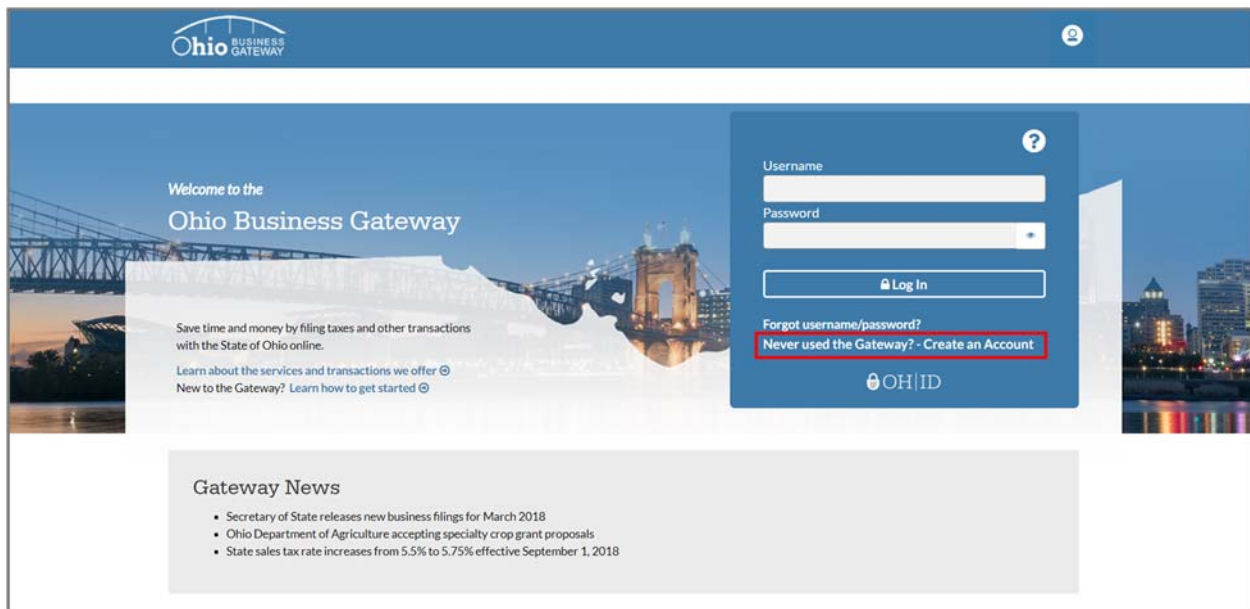 Ohio BUSINESS GATEWAY
Welcome to the
Ohio Business Gateway
Save time and money by filing taxes and other transactions
with the State of Ohio online.
Learn about the services and transactions we offer
New to the Gateway? Learn how to get started
?
Username
Password
Log In
Forgot username/password?
Never used the Gateway? - Create an Account
OH|ID
Gateway News
• Secretary of State releases new business filings for March 2018
• Ohio Department of Agriculture accepting specialty crop grant proposals
• State sales tax rate increases from 5.5% to 5.75% effective September 1, 2018